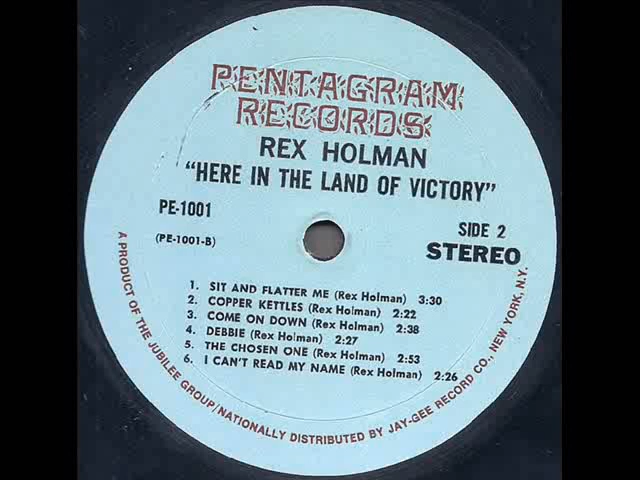 PENTAGRAM
RECORDS
REX HOLMAN
"HERE IN THE LAND OF VICTORY"
PE-1001
SIDE 2
(PE-1001-B)
STEREO
1. SIT AND FLATTER ME (Rex Holman) 3:30
2. COPPER KETTLES (Rex Holman) 2:22
3. COME ON DOWN (Rex Holman) 2:38
4. DEBBIE (Rex Holman) 2:27
5. THE CHOSEN ONE (Rex Holman) 2:53
6. I CAN'T READ MY NAME (Rex Holman) 2:26
A PRODUCT OF THE JUBILEE GROUP/NATIONALLY DISTRIBUTED BY JAY-GEE RECORD CO., NEW YORK, N.Y.